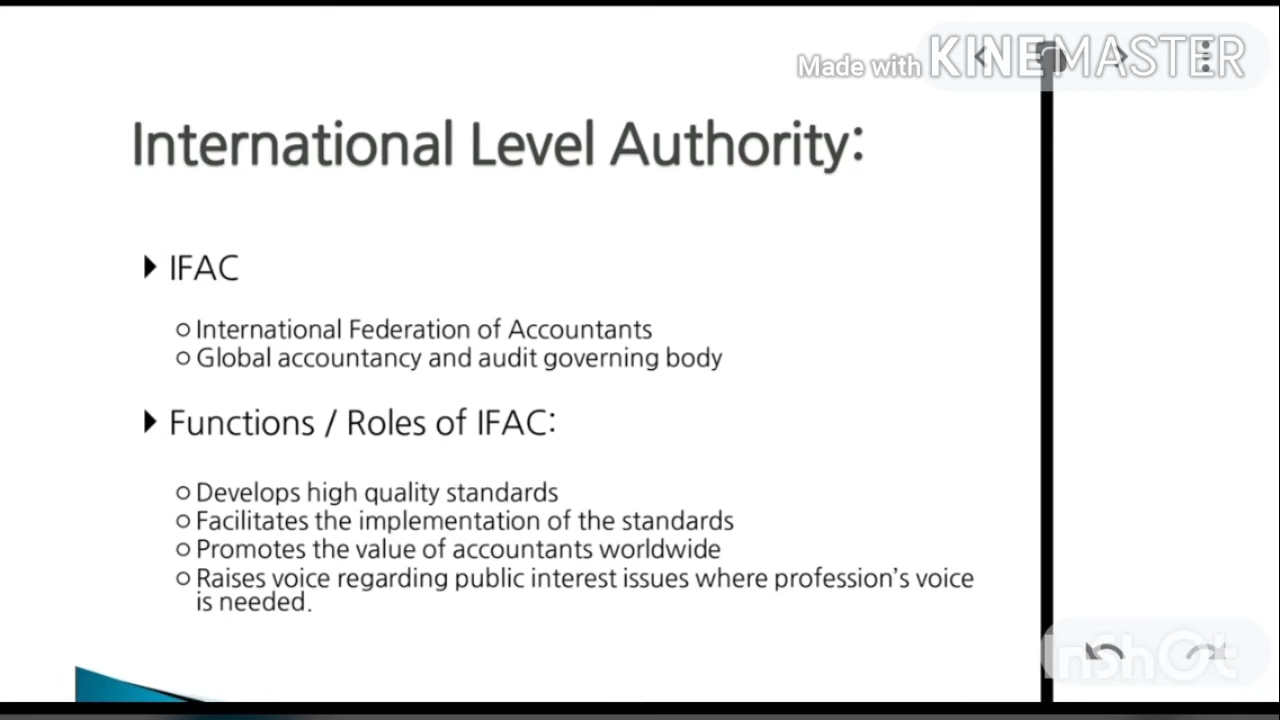 Made with KINEMASTER
International Level Authority:
IFAC
International Federation of Accountants
Global accountancy and audit governing body
Functions / Roles of IFAC:
Develops high quality standards
Facilitates the implementation of the standards
Promotes the value of accountants worldwide
Raises voice regarding public interest issues where profession's voice
is needed.
InShOt